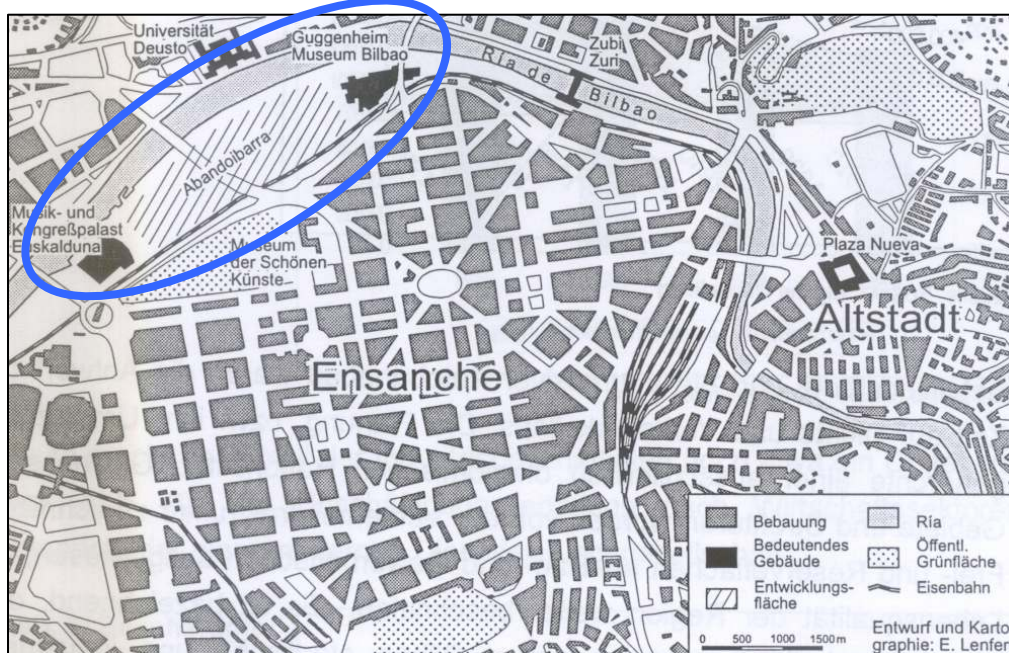 Universität
Deusto
Guggenheim
Museum Bilbao
Ría de
Bilbao
Zubi
Zuri
Abandoibarra
Musik- und
Kongreßpalast
Euskalduna
Museum
der Schönen
Künste
Plaza Nueva
Altstadt
Ensanche
Bebauung
Bedeutendes
Gebäude
Entwicklungs-
fläche
Ría
Öffentl.
Grünfläche
Eisenbahn
0 500 1000 1500 m
Entwurf und Karto
graphie: E. Lenfer